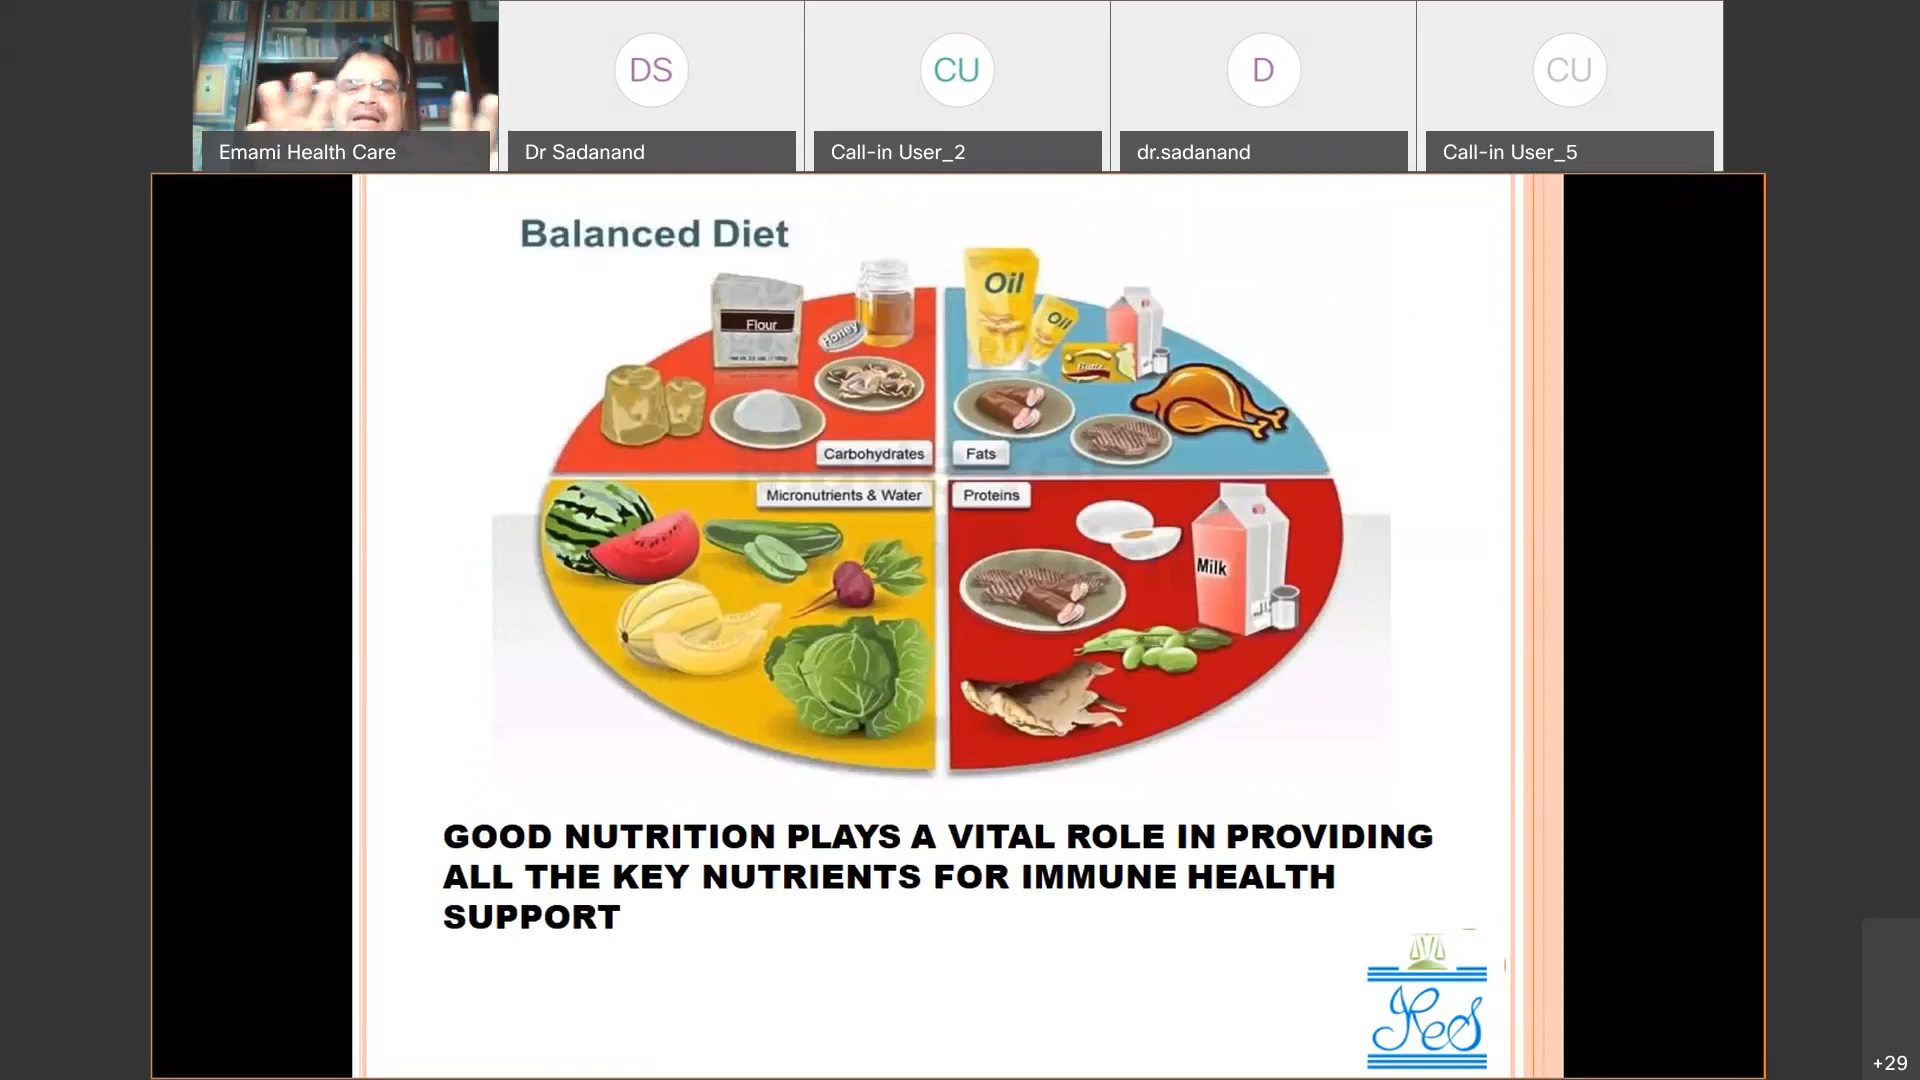 DS
CU
D
CU
Emami Health Care
Dr Sadanand
Call-in User_2
dr.sadanand
Call-in User_5
Balanced Diet
Flour
Honey
Oil
Oil
Carbohydrates
Fats
Micronutrients & Water
Proteins
Milk
GOOD NUTRITION PLAYS A VITAL ROLE IN PROVIDING
ALL THE KEY NUTRIENTS FOR IMMUNE HEALTH
SUPPORT
+29